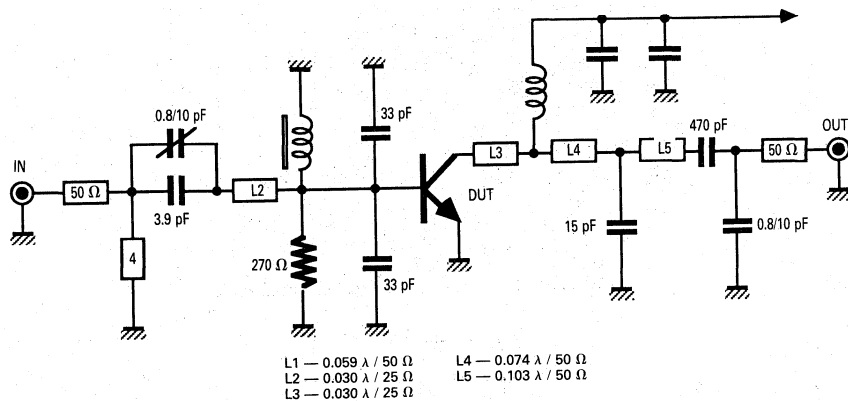 0.8/10 pF
33 pF
470 pF
OUT
IN
50 Ω
L2
L3
L4
L5
50 Ω
3.9 pF
DUT
4
270 Ω
33 pF
15 pF
0.8/10 pF
L1 — 0.059 λ / 50 Ω
L2 — 0.030 λ / 25 Ω
L3 — 0.030 λ / 25 Ω
L4 — 0.074 λ / 50 Ω
L5 — 0.103 λ / 50 Ω